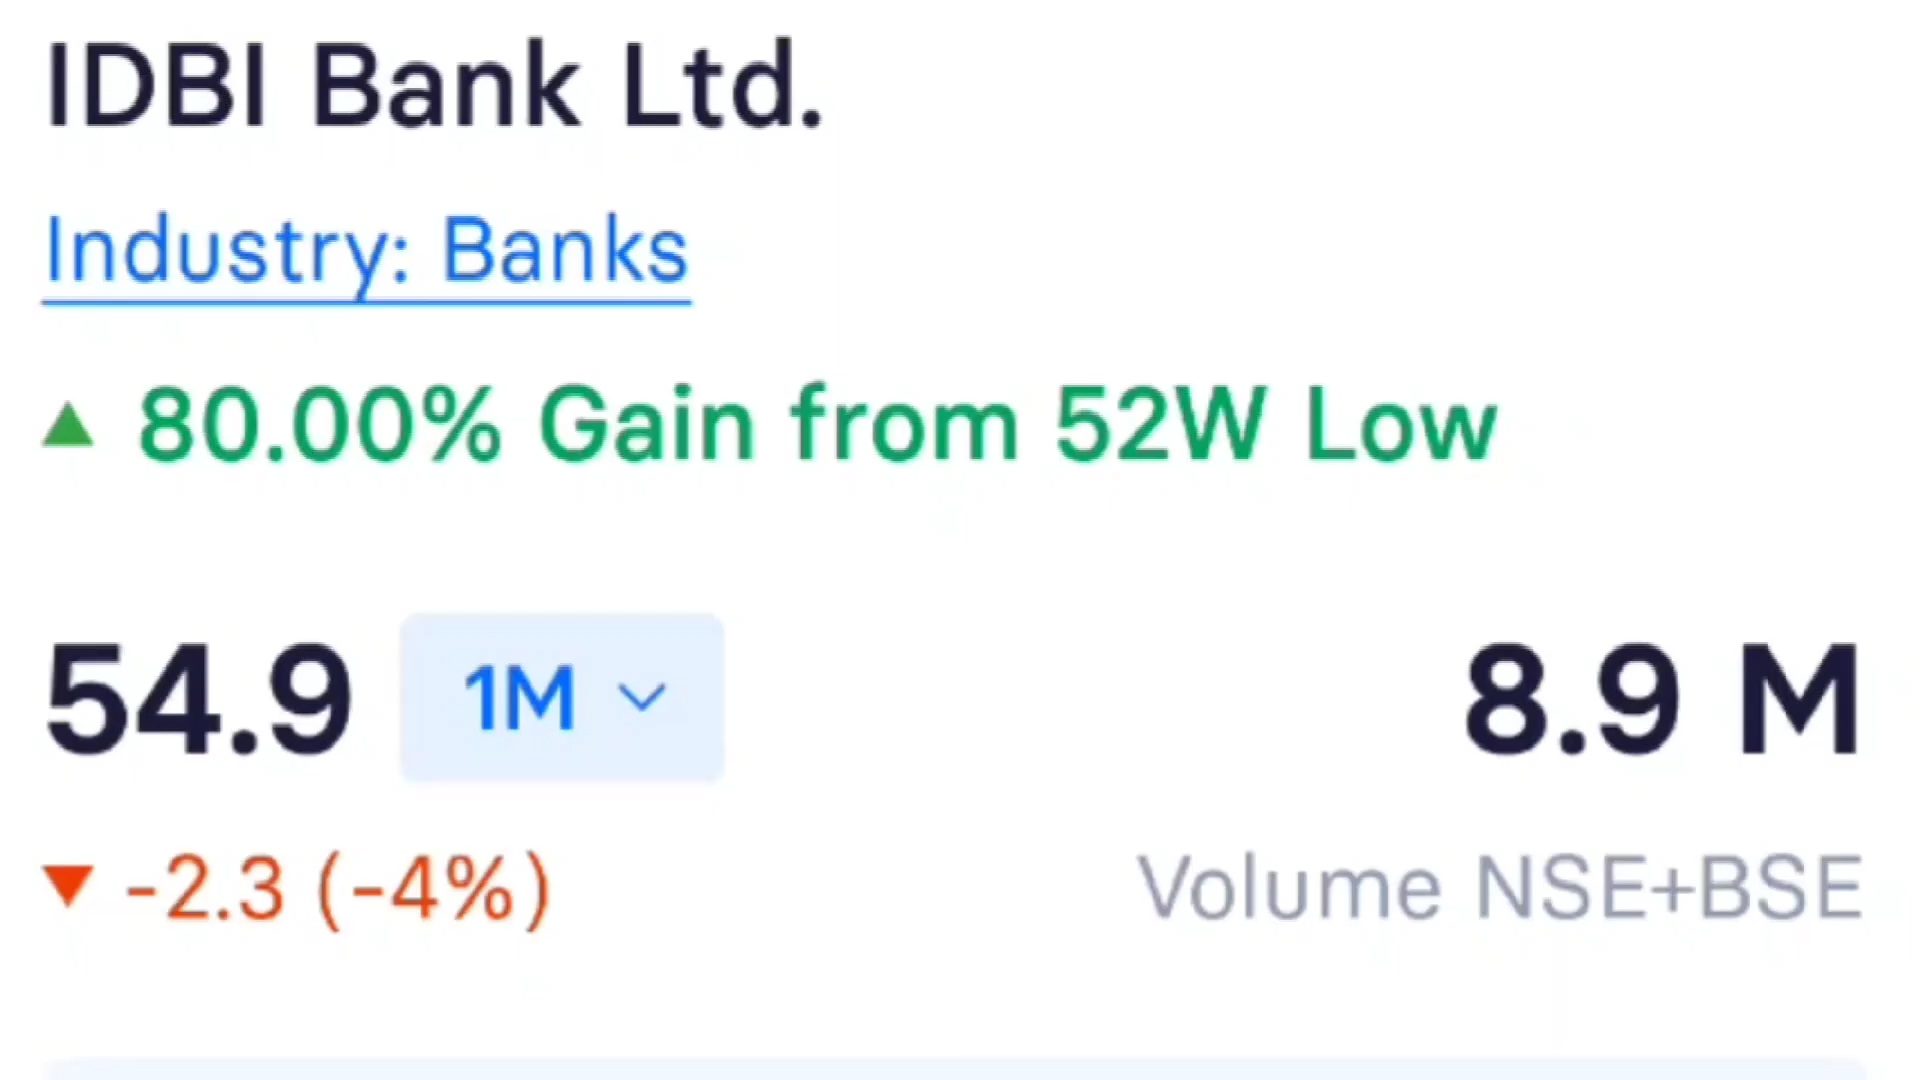 IDBI Bank Ltd.
Industry: Banks
▲ 80.00% Gain from 52W Low
54.9 1M 8.9 M
▼ -2.3 (-4%) Volume NSE+BSE